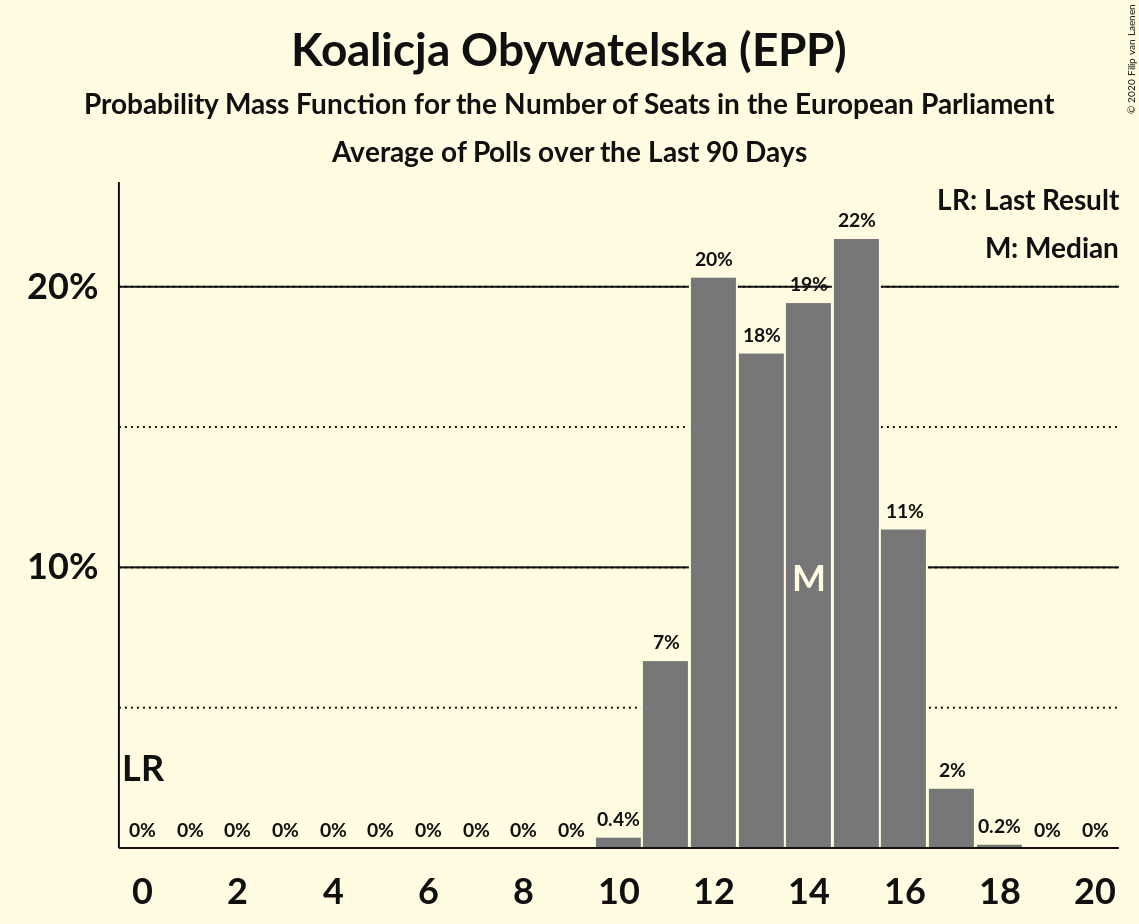 Koalicja Obywatelska (EPP)
Probability Mass Function for the Number of Seats in the European Parliament
Average of Polls over the Last 90 Days
© 2020 Filip van Laenen
LR: Last Result
M: Median
20%
10%
22%
20%
19%
18%
11%
M
7%
LR
2%
0% 0% 0% 0% 0% 0% 0% 0% 0% 0% 0.4% 0.2% 0% 0%
0 2 4 6 8 10 12 14 16 18 20